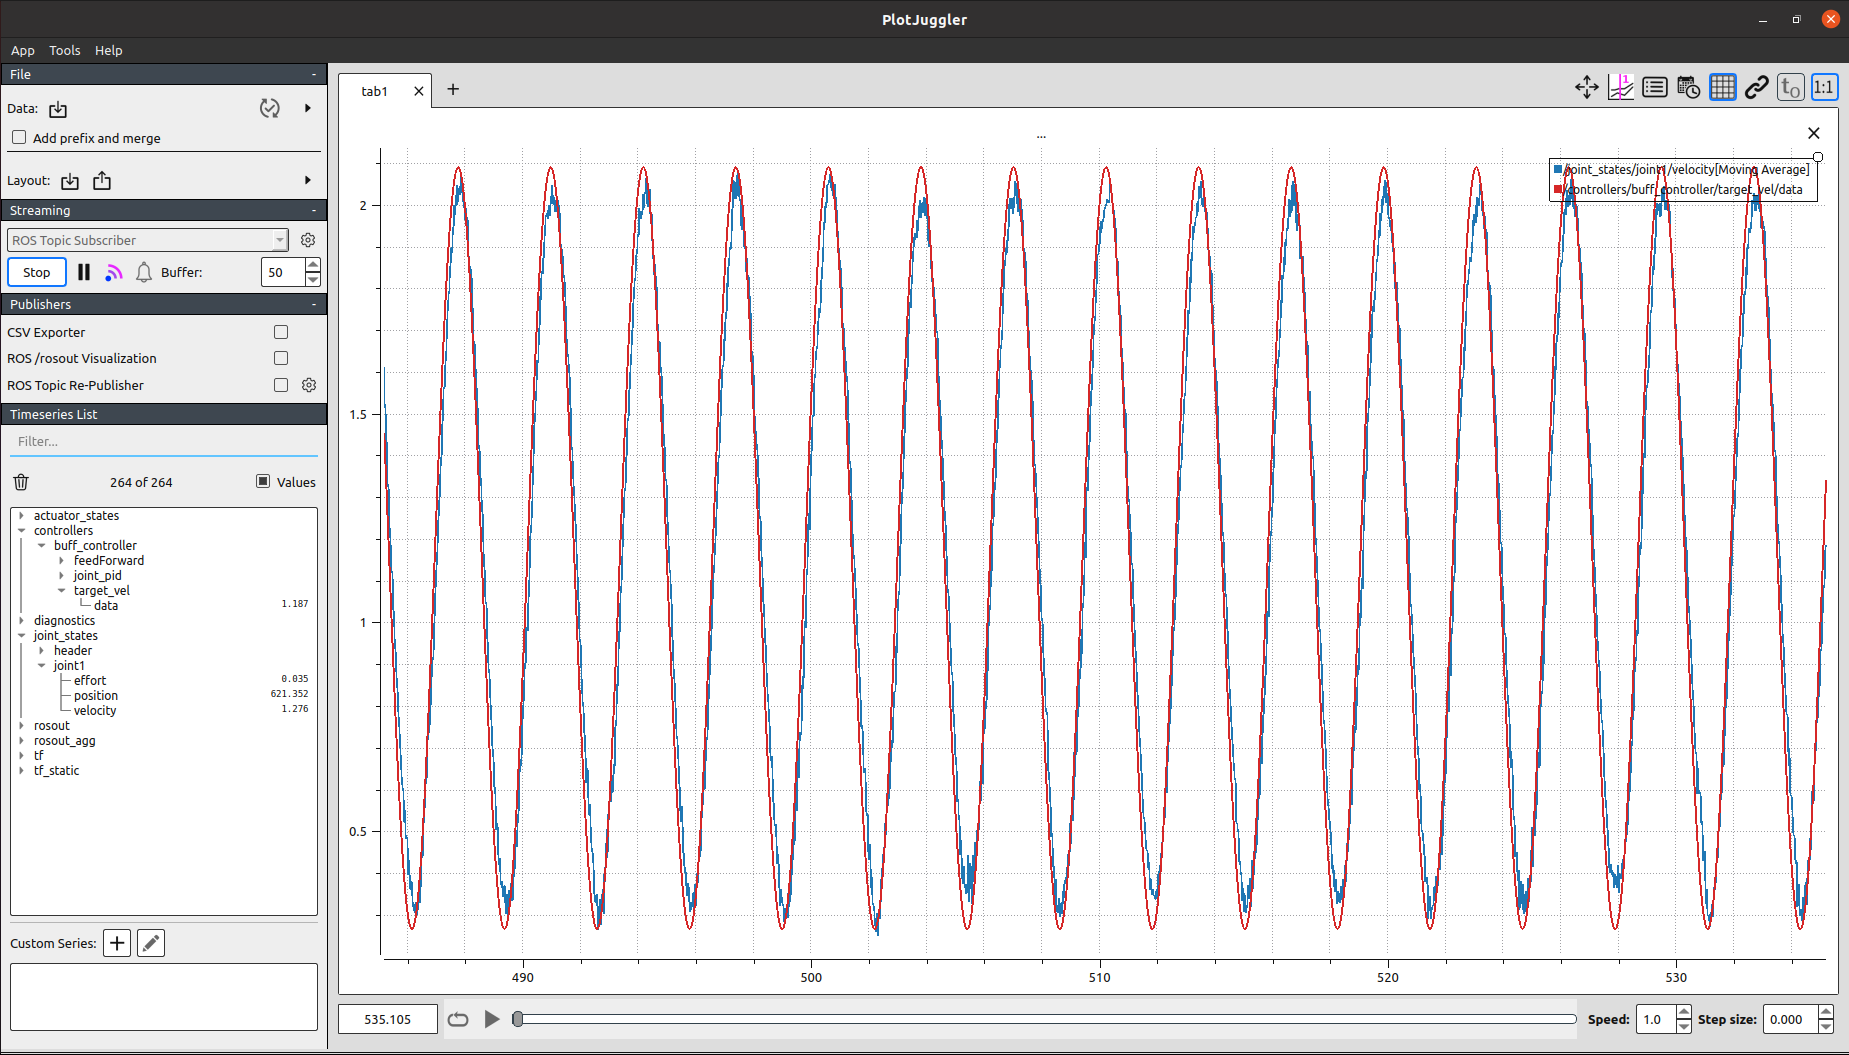 PlotJuggler
App Tools Help
File -
Data:
Add prefix and merge
Layout:
Streaming -
ROS Topic Subscriber
Stop Buffer: 50
Publishers -
CSV Exporter
ROS /rosout Visualization
ROS Topic Re-Publisher
Timeseries List
Filter...
264 of 264 Values
actuator_states
controllers
buff_controller
feedForward
joint_pid
target_vel
data 1.187
diagnostics
joint_states
header
joint1
effort 0.035
position 621.352
velocity 1.276
rosout
rosout_agg
tf
tf_static
Custom Series:
tab1
1
t0
1:1
...
/joint_states/joint1/velocity[Moving Average]
/controllers/buff_controller/target_vel/data
2
1.5
1
0.5
490 500 510 520 530
535.105 Speed: 1.0 Step size: 0.000